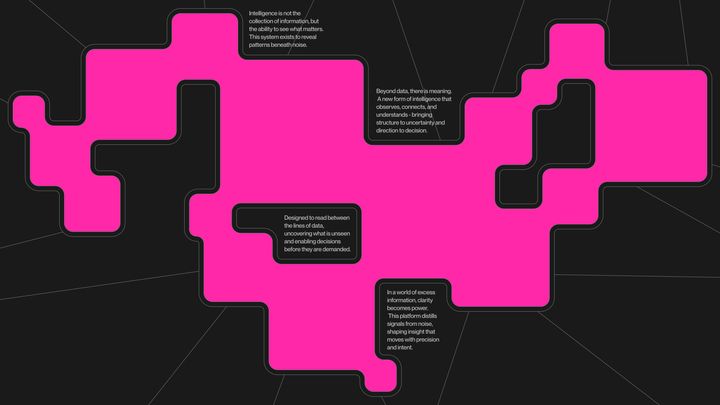 Intelligence is not the
collection of information, but
the ability to see what matters.
This system exists to reveal
patterns beneath noise.
Beyond data, there is meaning.
A new form of intelligence that
observes, connects, and
understands - bringing
structure to uncertainty and
direction to decision.
Designed to read between
the lines of data,
uncovering what is unseen
and enabling decisions
before they are demanded.
In a world of excess
information, clarity
becomes power.
This platform distills
signals from noise,
shaping insight that
moves with precision
and intent.